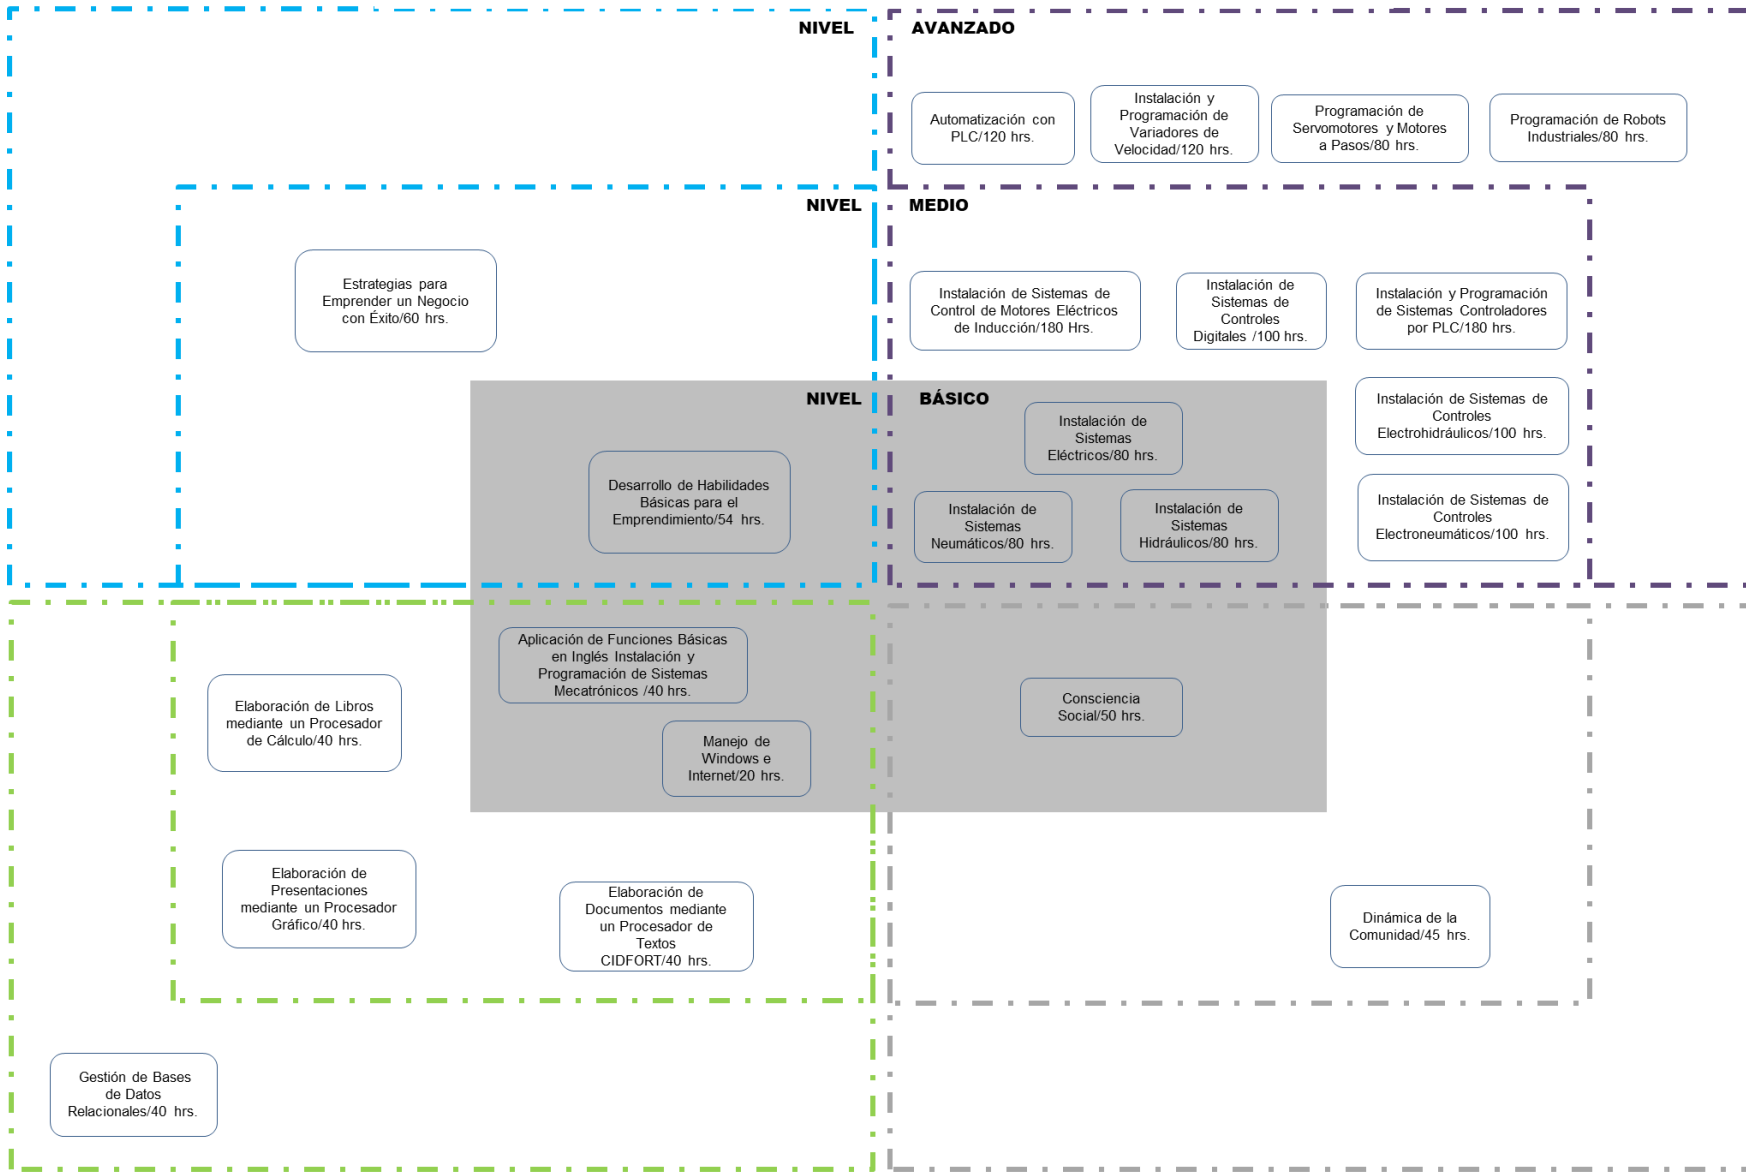 NIVEL AVANZADO
Automatización con
PLC/120 hrs.
Instalación y
Programación de
Variadores de
Velocidad/120 hrs.
Programación de
Servomotores y Motores
a Pasos/80 hrs.
Programación de Robots
Industriales/80 hrs.
NIVEL MEDIO
Estrategias para
Emprender un Negocio
con Éxito/60 hrs.
Instalación de Sistemas de
Control de Motores Eléctricos
de Inducción/180 Hrs.
Instalación de
Sistemas de
Controles
Digitales /100 hrs.
Instalación y Programación
de Sistemas Controladores
por PLC/180 hrs.
Instalación de Sistemas de
Controles
Electrohidráulicos/100 hrs.
Instalación de Sistemas de
Controles
Electroneumáticos/100 hrs.
NIVEL BÁSICO
Desarrollo de Habilidades
Básicas para el
Emprendimiento/54 hrs.
Instalación de
Sistemas
Eléctricos/80 hrs.
Instalación de
Sistemas
Neumáticos/80 hrs.
Instalación de
Sistemas
Hidráulicos/80 hrs.
Aplicación de Funciones Básicas
en Inglés Instalación y
Programación de Sistemas
Mecatrónicos /40 hrs.
Manejo de
Windows e
Internet/20 hrs.
Consciencia
Social/50 hrs.
Elaboración de Libros
mediante un Procesador
de Cálculo/40 hrs.
Elaboración de
Presentaciones
mediante un Procesador
Gráfico/40 hrs.
Elaboración de
Documentos mediante
un Procesador de
Textos
CIDFORT/40 hrs.
Dinámica de la
Comunidad/45 hrs.
Gestión de Bases
de Datos
Relacionales/40 hrs.